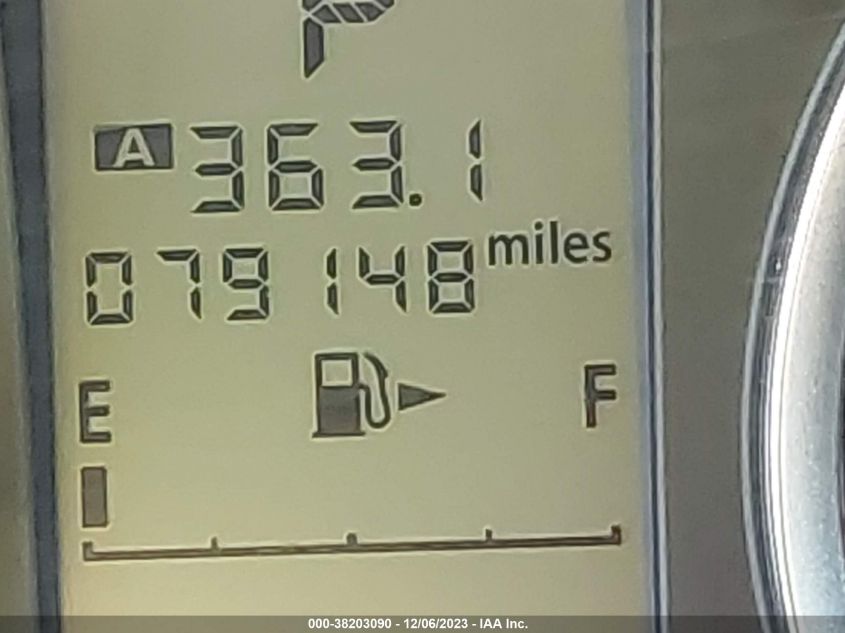 P
A 363.1
079148 miles
E F
000-38203090 - 12/06/2023 - IAA Inc.